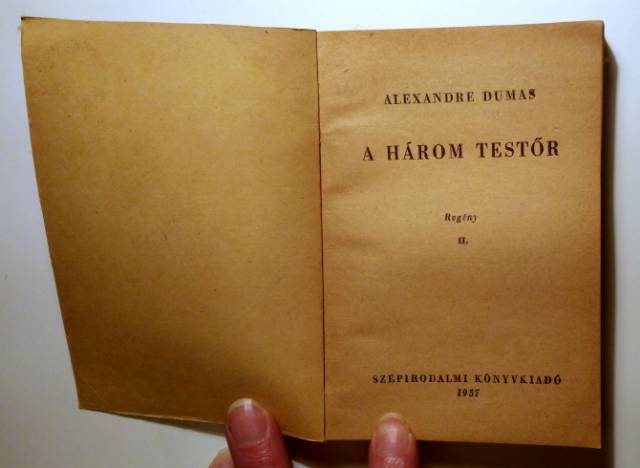 ALEXANDRE DUMAS
A HÁROM TESTŐR
Regény
II.
SZÉPIRODALMI KÖNYVKIADÓ
1957